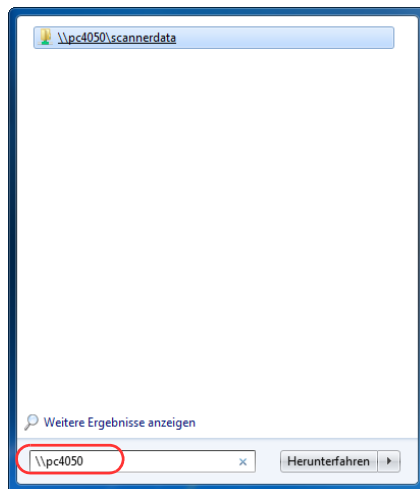 \\pc4050\scannerdata
Weitere Ergebnisse anzeigen
\\pc4050
Herunterfahren